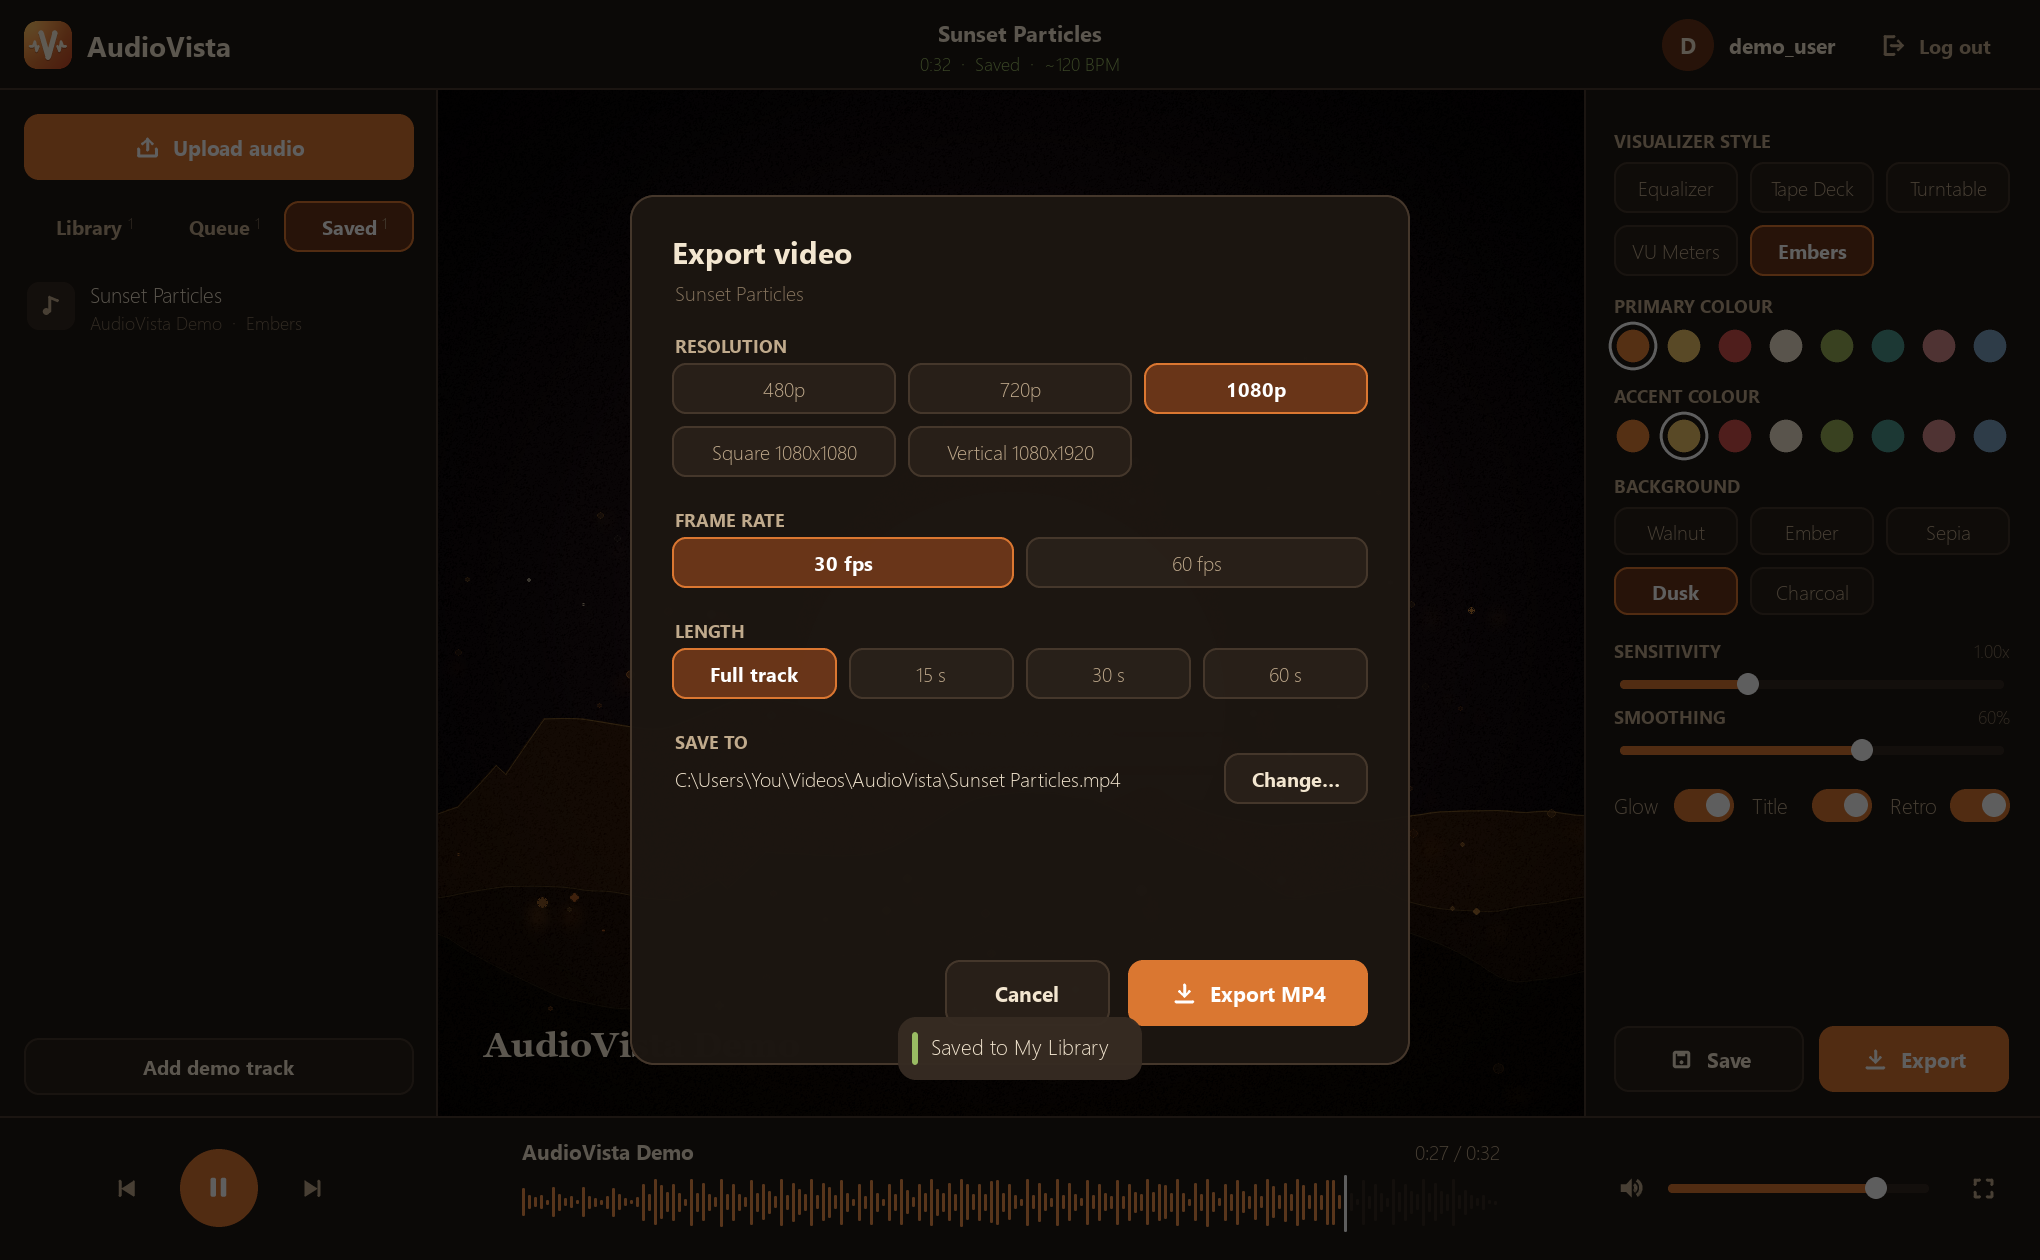 AudioVista
Sunset Particles
0:32 · Saved · ~120 BPM
D demo_user
Log out
Upload audio
Library 1
Queue 1
Saved 1
Sunset Particles
AudioVista Demo · Embers
Add demo track
Export video
Sunset Particles
RESOLUTION
480p 720p 1080p
Square 1080x1080 Vertical 1080x1920
FRAME RATE
30 fps 60 fps
LENGTH
Full track 15 s 30 s 60 s
SAVE TO
C:\Users\You\Videos\AudioVista\Sunset Particles.mp4
Change...
Cancel
Export MP4
Saved to My Library
VISUALIZER STYLE
Equalizer Tape Deck Turntable
VU Meters Embers
PRIMARY COLOUR
ACCENT COLOUR
BACKGROUND
Walnut Ember Sepia
Dusk Charcoal
SENSITIVITY 1.00x
SMOOTHING 60%
Glow Title Retro
Save
Export
AudioVista Demo
0:27 / 0:32